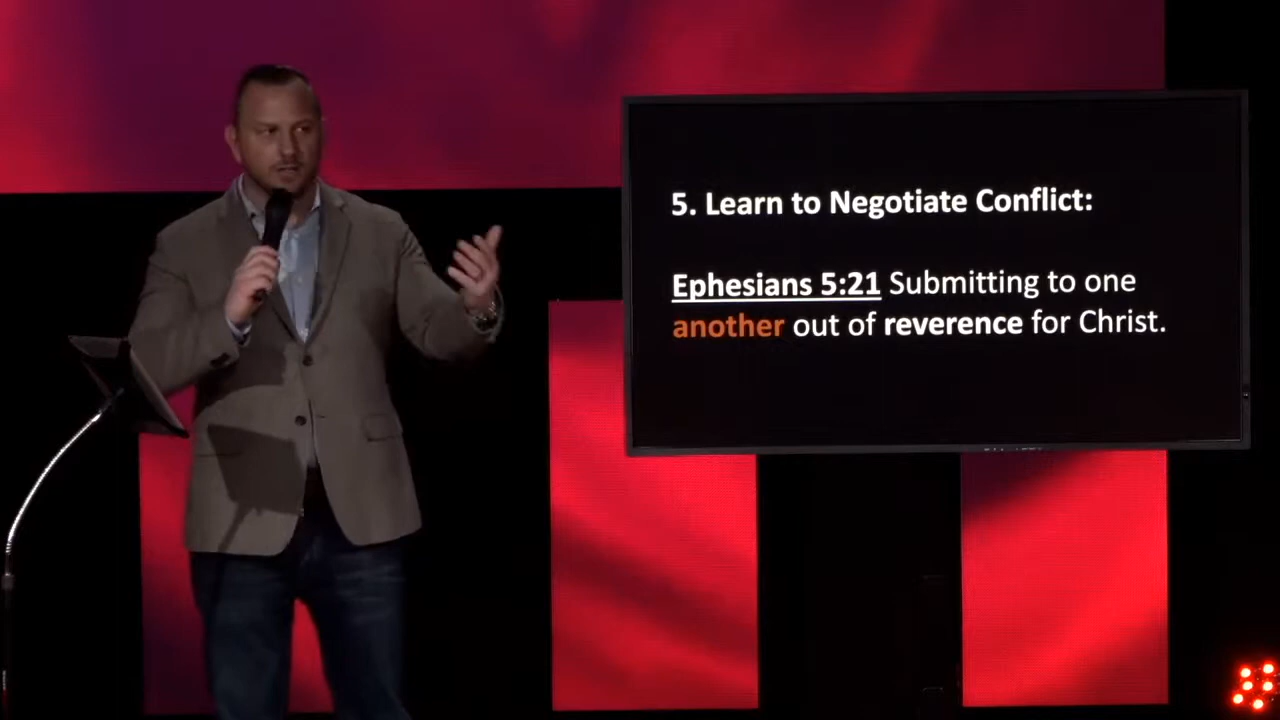 5. Learn to Negotiate Conflict:
Ephesians 5:21 Submitting to one
another out of reverence for Christ.